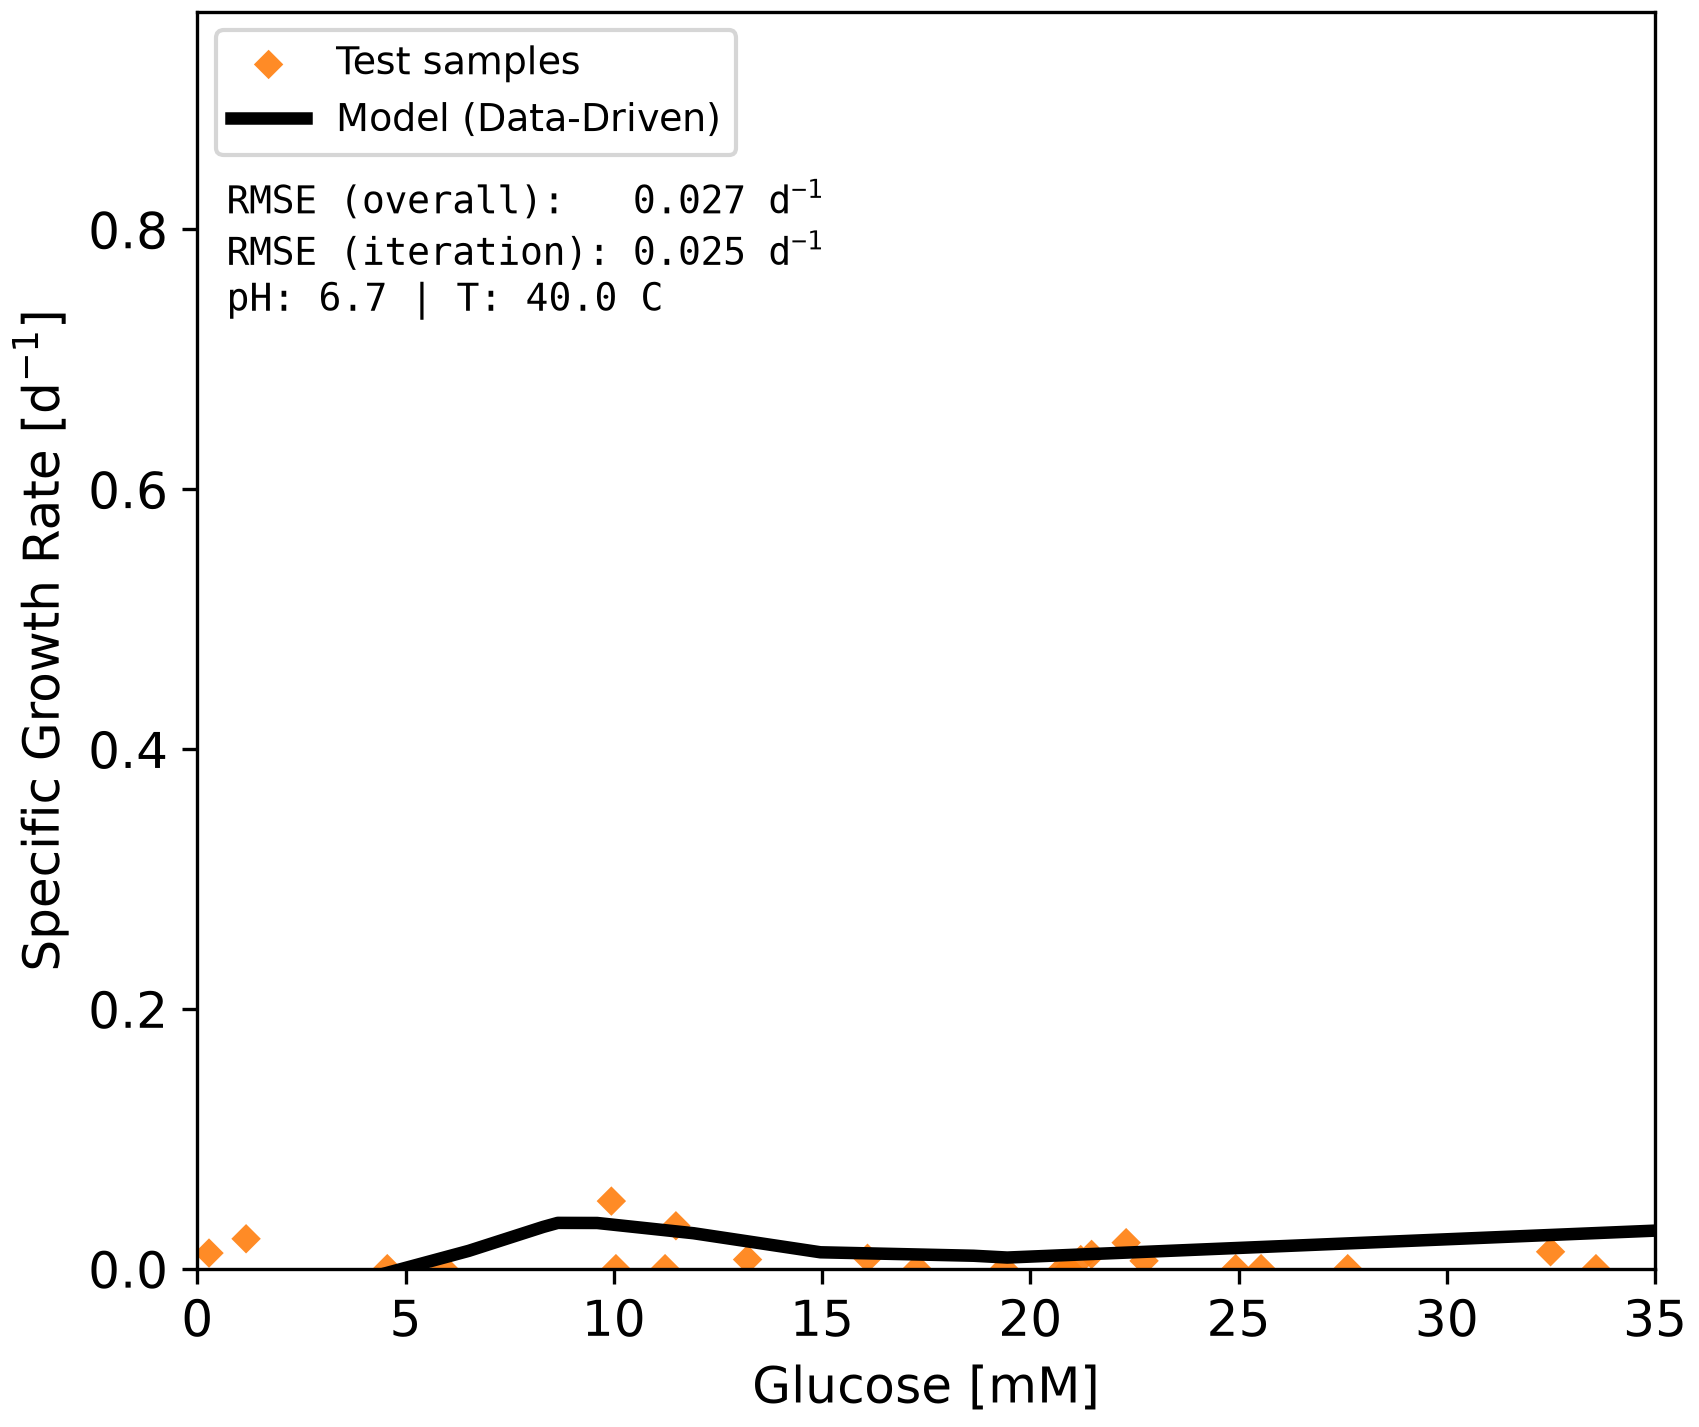 Test samples
Model (Data-Driven)
RMSE (overall):   0.027 d⁻¹
RMSE (iteration): 0.025 d⁻¹
pH: 6.7 | T: 40.0 C
Specific Growth Rate [d⁻¹]
0.8
0.6
0.4
0.2
0.0
0 5 10 15 20 25 30 35
Glucose [mM]